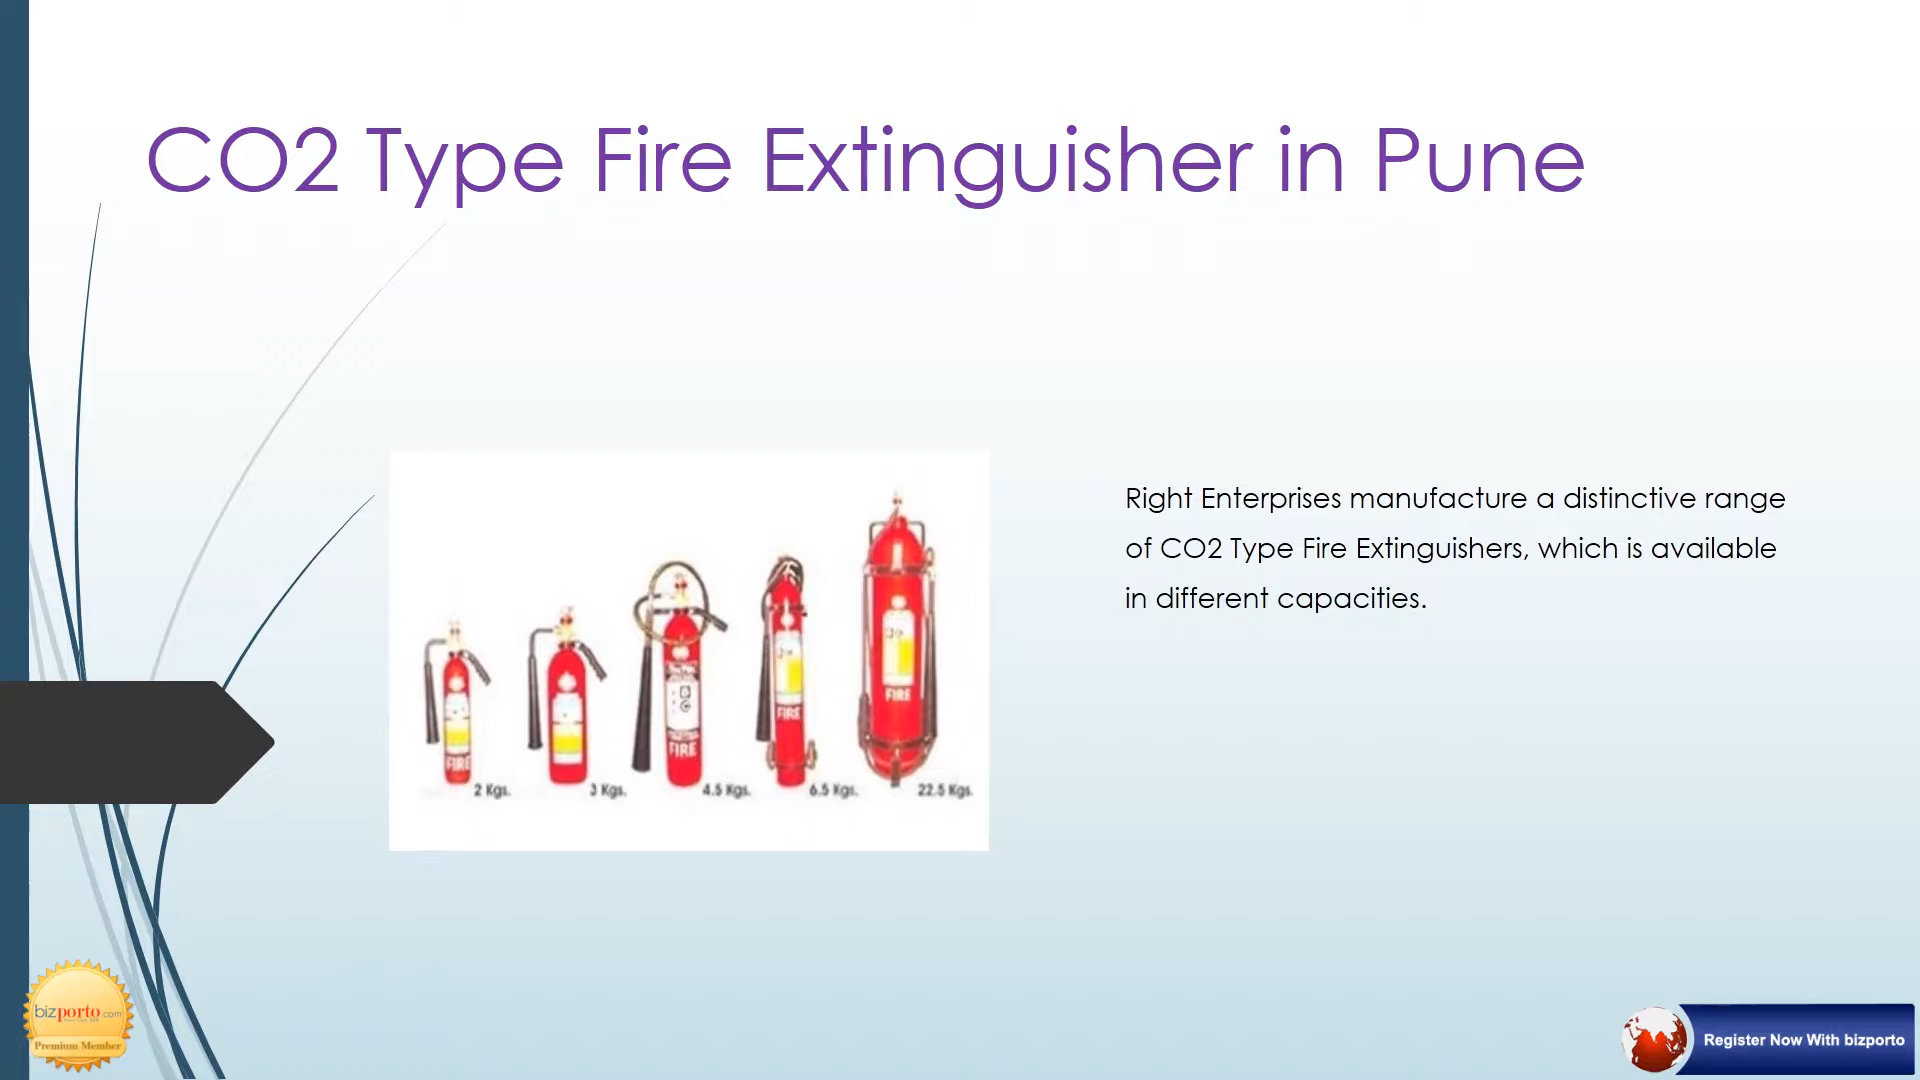 CO2 Type Fire Extinguisher in Pune
Right Enterprises manufacture a distinctive range
of CO2 Type Fire Extinguishers, which is available
in different capacities.
FIRE
FIRE
FIRE
FIRE
2 Kgs.
3 Kgs.
4.5 Kgs.
6.5 Kgs.
22.5 Kgs.
bizporto.com
Premium Member
Register Now With bizporto